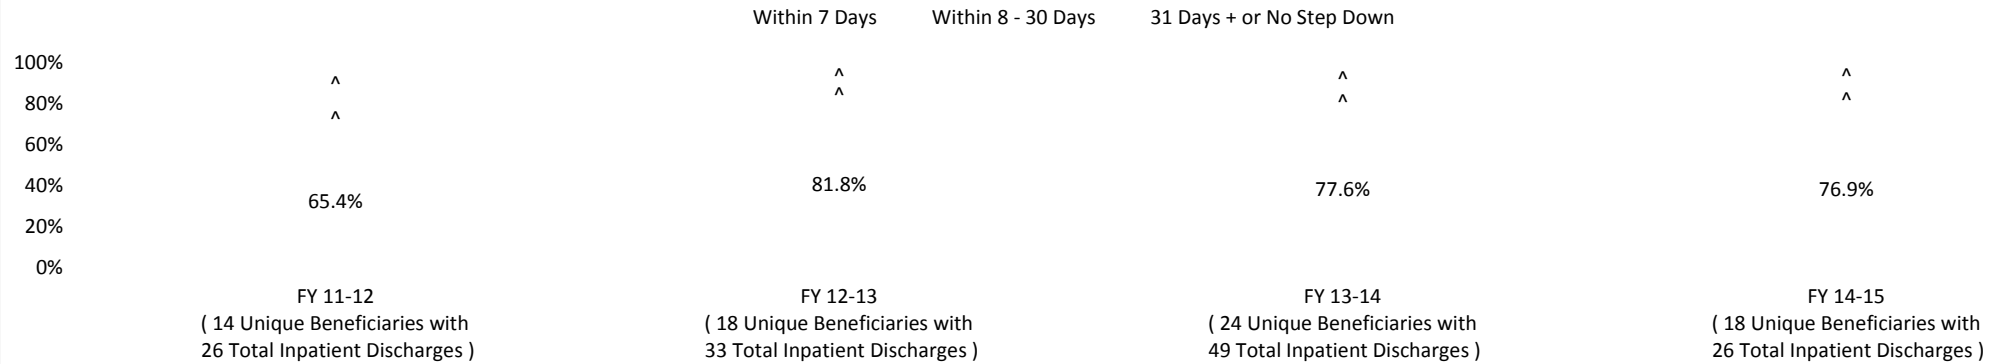 Within 7 Days Within 8 - 30 Days 31 Days + or No Step Down
100%
80%
60%
40%
20%
0%
^ ^ ^ ^
^ ^ ^ ^
65.4% 81.8% 77.6% 76.9%
FY 11-12 FY 12-13 FY 13-14 FY 14-15
( 14 Unique Beneficiaries with ( 18 Unique Beneficiaries with ( 24 Unique Beneficiaries with ( 18 Unique Beneficiaries with
26 Total Inpatient Discharges ) 33 Total Inpatient Discharges ) 49 Total Inpatient Discharges ) 26 Total Inpatient Discharges )